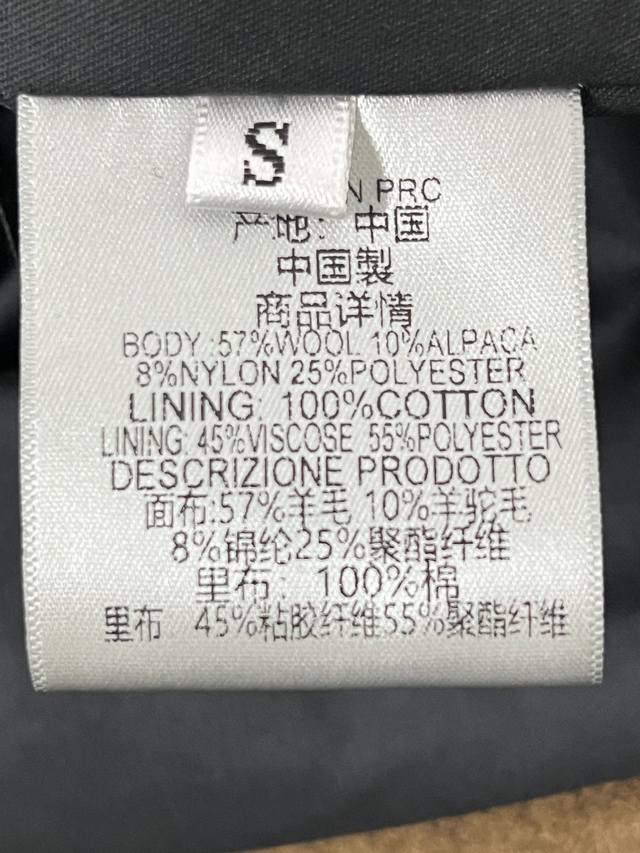 S
N PRC
产地：中国
中国製
商品详情
BODY:57%WOOL 10%ALPACA
8%NYLON 25%POLYESTER
LINING: 100%COTTON
LINING: 45%VISCOSE 55%POLYESTER
DESCRIZIONE PRODOTTO
面布:57%羊毛 10%羊驼毛
8%锦纶25%聚酯纤维
里布：100%棉
里布 45%粘胶纤维55%聚酯纤维